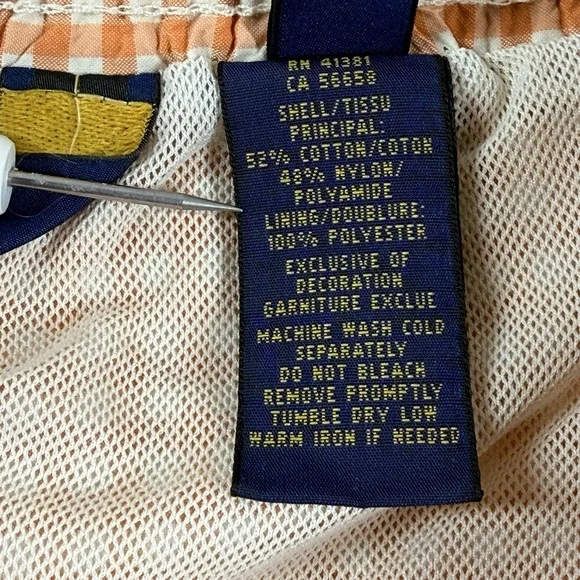 RN 41381
CA 56658
SHELL/TISSU
PRINCIPAL:
52% COTTON/COTON
48% NYLON/
POLYAMIDE
LINING/DOUBLURE:
100% POLYESTER
EXCLUSIVE OF
DECORATION
GARNITURE EXCLUE
MACHINE WASH COLD
SEPARATELY
DO NOT BLEACH
REMOVE PROMPTLY
TUMBLE DRY LOW
WARM IRON IF NEEDED